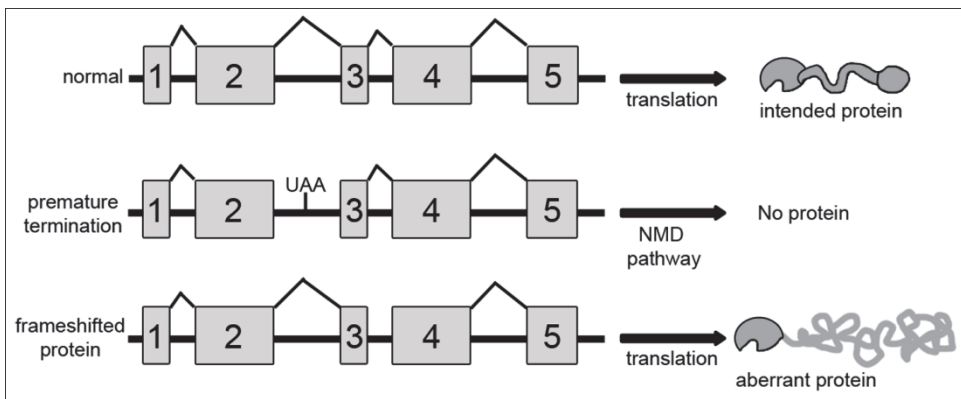 normal
1 2 3 4 5
translation
intended protein
premature
termination
1 2 UAA 3 4 5
NMD
pathway
No protein
frameshifted
protein
1 2 3 4 5
translation
aberrant protein